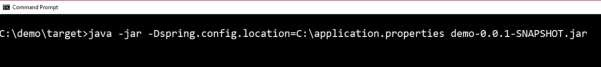 Command Prompt
C:\demo\target>java -jar -Dspring.config.location=C:\application.properties demo-0.0.1-SNAPSHOT.jar